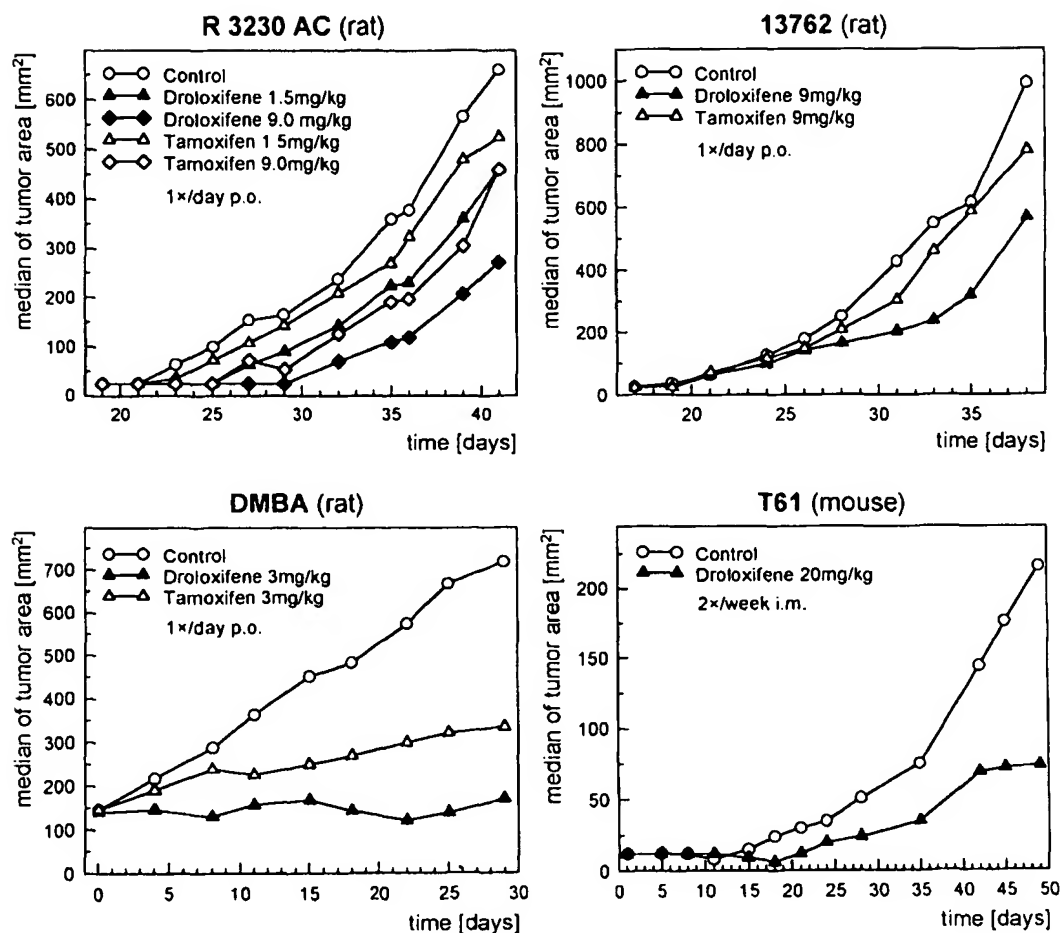 R 3230 AC (rat)
median of tumor area [mm²]
600
500
400
300
200
100
0
Control
Droloxifene 1.5mg/kg
Droloxifene 9.0 mg/kg
Tamoxifen 1 5mg/kg
Tamoxifen 9.0mg/kg
1×/day p.o.
20 25 30 35 40
time [days]
13762 (rat)
median of tumor area [mm²]
1000
800
600
400
200
0
Control
Droloxifene 9mg/kg
Tamoxifen 9mg/kg
1×/day p.o.
20 25 30 35
time [days]
DMBA (rat)
median of tumor area [mm²]
700
600
500
400
300
200
100
0
Control
Droloxifene 3mg/kg
Tamoxifen 3mg/kg
1×/day p.o.
0 5 10 15 20 25 30
time [days]
T61 (mouse)
median of tumor area [mm²]
200
150
100
50
0
Control
Droloxifene 20mg/kg
2×/week i.m.
0 5 10 15 20 25 30 35 40 45 50
time [days]